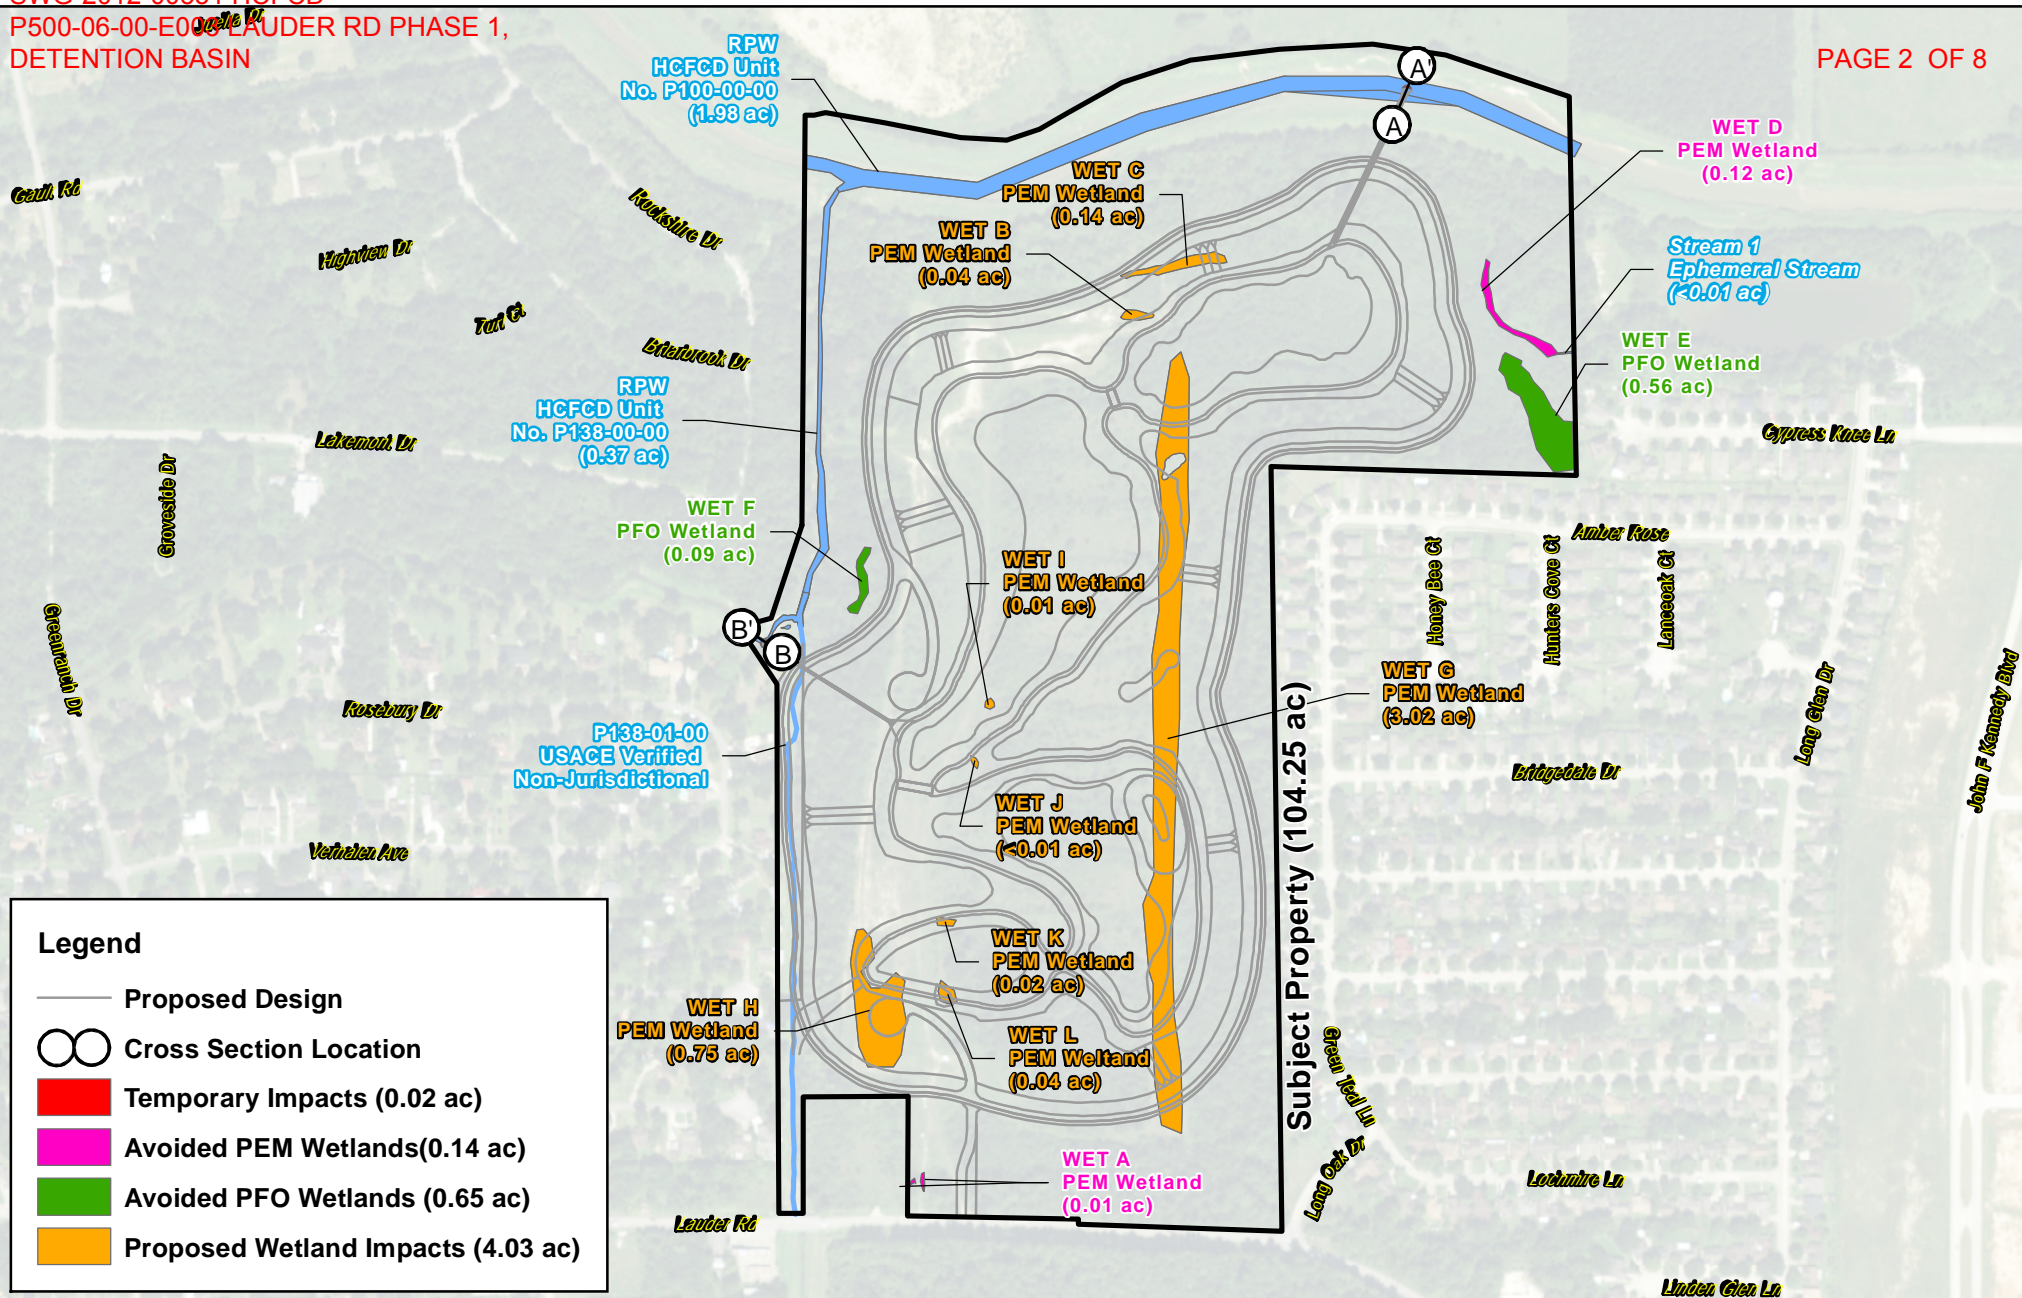 P500-06-00-E003 LAUDER RD PHASE 1,
DETENTION BASIN
PAGE 2 OF 8
Gault Rd
Highview Dr
Turi Ct
Rockshire Dr
Briarbrook Dr
Lakemont Dr
Groveside Dr
Greenranch Dr
Rosebury Dr
Verhalen Ave
Lauder Rd
RPW
HCFCD Unit
No. P100-00-00
(1.98 ac)
RPW
HCFCD Unit
No. P138-00-00
(0.37 ac)
P138-01-00
USACE Verified
Non-Jurisdictional
A'
A
B'
B
WET C
PEM Wetland
(0.14 ac)
WET B
PEM Wetland
(0.04 ac)
WET D
PEM Wetland
(0.12 ac)
Stream 1
Ephemeral Stream
(<0.01 ac)
WET E
PFO Wetland
(0.56 ac)
WET F
PFO Wetland
(0.09 ac)
WET I
PEM Wetland
(0.01 ac)
WET G
PEM Wetland
(3.02 ac)
WET J
PEM Wetland
(<0.01 ac)
WET K
PEM Wetland
(0.02 ac)
WET H
PEM Wetland
(0.75 ac)
WET L
PEM Weltand
(0.04 ac)
WET A
PEM Wetland
(0.01 ac)
Subject Property (104.25 ac)
Cypress Knee Ln
Amber Rose
Honey Bee Ct
Hunters Cove Ct
Lanceoak Ct
Long Glen Dr
John F Kennedy Blvd
Bridgedale Dr
Green Teal Ln
Long Oak Dr
Lochmire Ln
Linden Glen Ln
Legend
Proposed Design
Cross Section Location
Temporary Impacts (0.02 ac)
Avoided PEM Wetlands(0.14 ac)
Avoided PFO Wetlands (0.65 ac)
Proposed Wetland Impacts (4.03 ac)